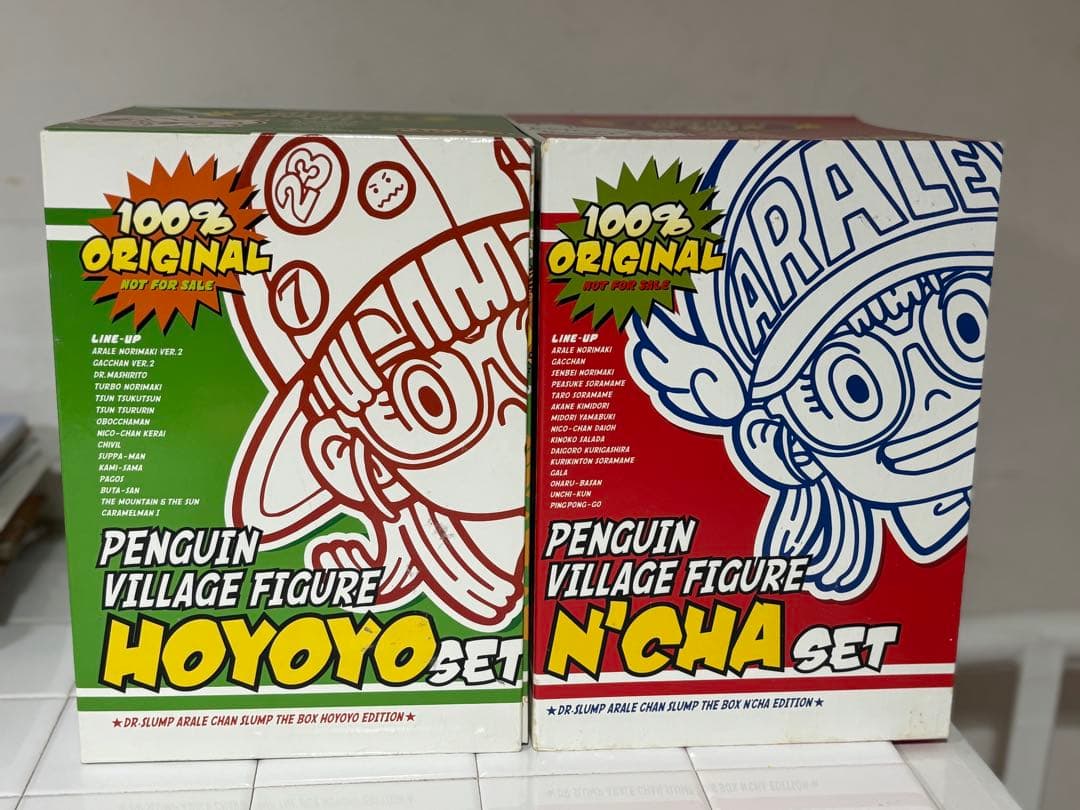 100%
ORIGINAL
NOT FOR SALE
23
7
LINE-UP
ARALE NORIMAKI VER.2
GACCHAN VER.2
DR.MASHIRITO
TURBO NORIMAKI
TSUN TSUKUTSUN
TSUN TSURURIN
OBOCCHAMAN
NICO-CHAN KERAI
CHIVIL
SUPPA-MAN
KAMI-SAMA
PAGOS
BUTA-SAN
THE MOUNTAIN & THE SUN
CARAMELMAN I
PENGUIN
VILLAGE FIGURE
HOYOYO SET
★DR.SLUMP ARALE CHAN SLUMP THE BOX HOYOYO EDITION★
100%
ORIGINAL
NOT FOR SALE
ARALE
LINE-UP
ARALE NORIMAKI
GACCHAN
SENBEI NORIMAKI
PEASUKE SORAMAME
TARO SORAMAME
AKANE KIMIDORI
MIDORI YAMABUKI
NICO-CHAN DAIOH
KINOKO SALADA
DAIGORO KURIGASHIRA
KURIKINTON SORAMAME
GALA
OHARU-BASAN
UNCHI-KUN
PINGPONG-GO
PENGUIN
VILLAGE FIGURE
N'CHA SET
★DR.SLUMP ARALE CHAN SLUMP THE BOX N'CHA EDITION★